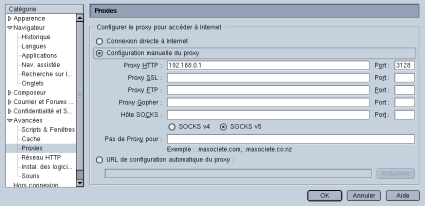 Catégorie
Apparence
Navigateur
Historique
Langues
Applications
Nav. assistée
Recherche sur I...
Onglets
Composeur
Courrier et Forums ...
Confidentialité et S...
Avancées
Scripts & Fenêtres
Cache
Proxies
Réseau HTTP
Instal. des logici...
Souris
Hors connexion
Proxies
Configurer le proxy pour accéder à Internet
Connexion directe à Internet
Configuration manuelle du proxy
Proxy HTTP : 192.168.0.1 Port : 3128
Proxy SSL : Port :
Proxy FTP : Port :
Proxy Gopher : Port :
Hôte SOCKS : Port :
SOCKS v4 SOCKS v5
Pas de Proxy pour :
Exemple : .masociete.com, .masociete.co.nz
URL de configuration automatique du proxy :
Actualiser
OK Annuler Aide